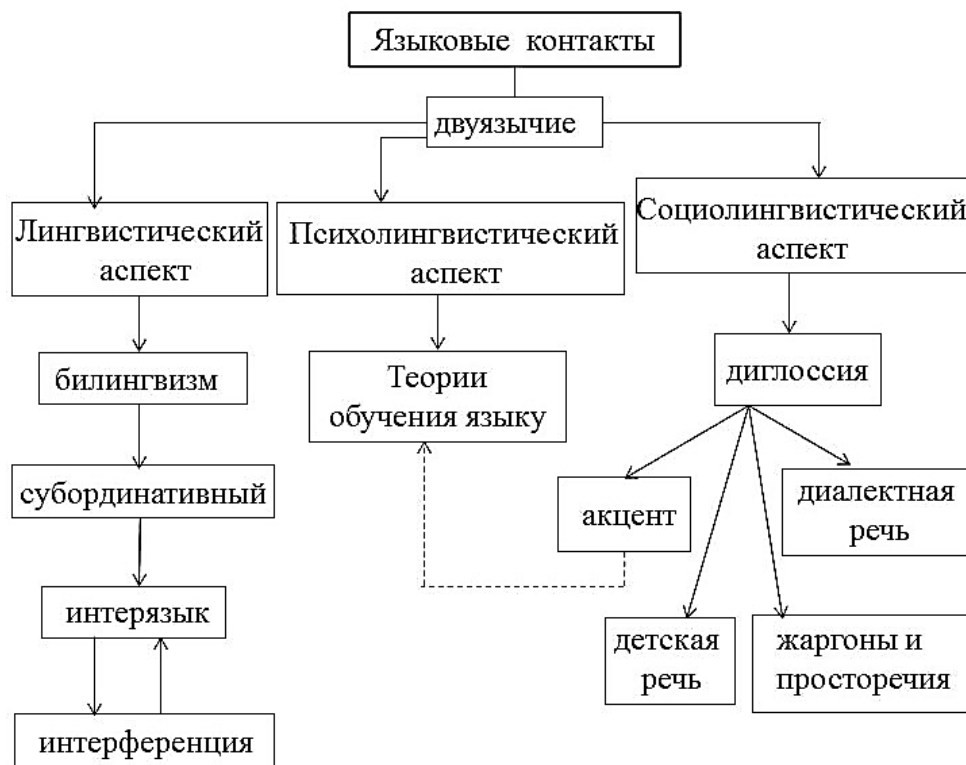 Языковые контакты
двуязычие
Лингвистический
аспект
Психолингвистический
аспект
Социолингвистический
аспект
билингвизм
Теории
обучения языку
диглоссия
субординативный
акцент
диалектная
речь
интерязык
детская
речь
жаргоны и
просторечия
интерференция